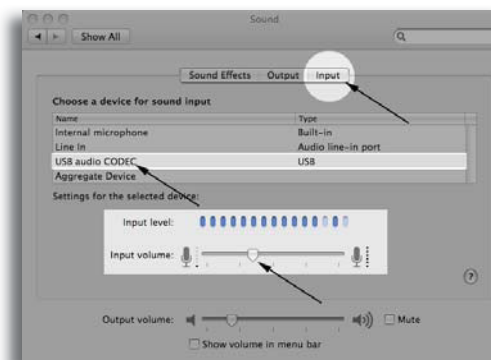 Sound
Show All
Sound Effects Output Input
Choose a device for sound input
Name Type
Internal microphone Built-in
Line In Audio line-in port
USB audio CODEC USB
Aggregate Device
Settings for the selected device:
Input level:
Input volume:
?
Output volume: Mute
Show volume in menu bar